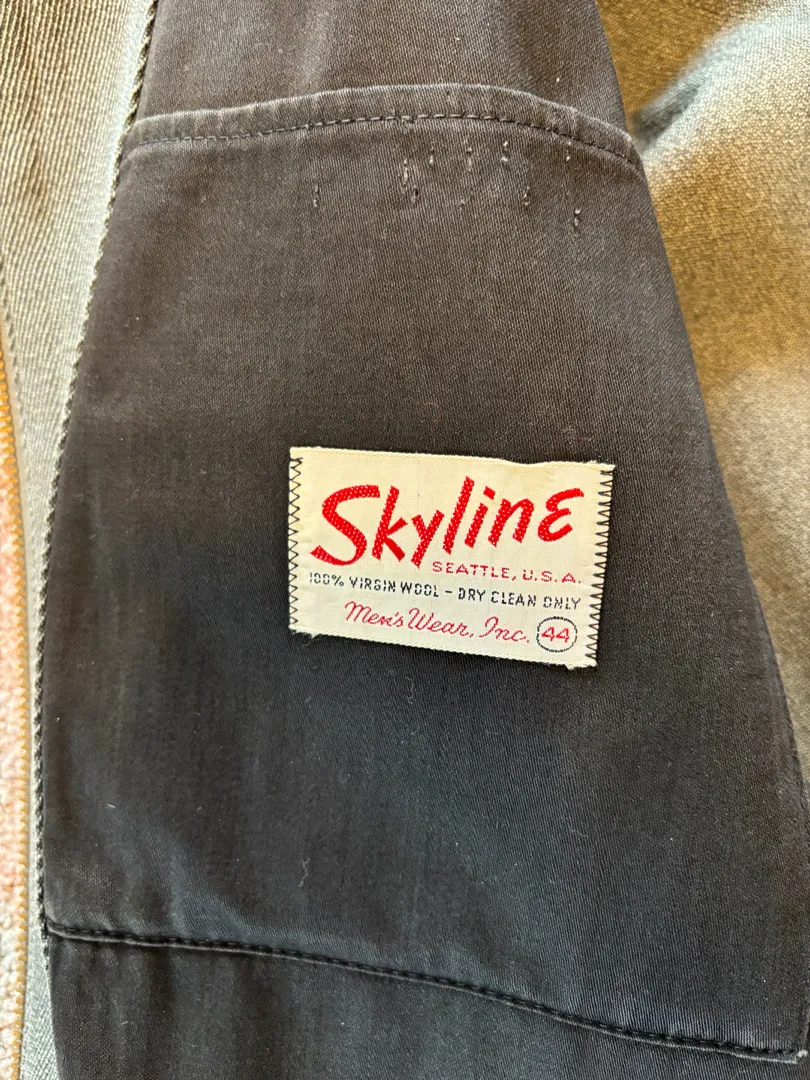 SkylinE
SEATTLE, U.S.A.
100% VIRGIN WOOL - DRY CLEAN ONLY
Men's Wear, Inc. 44